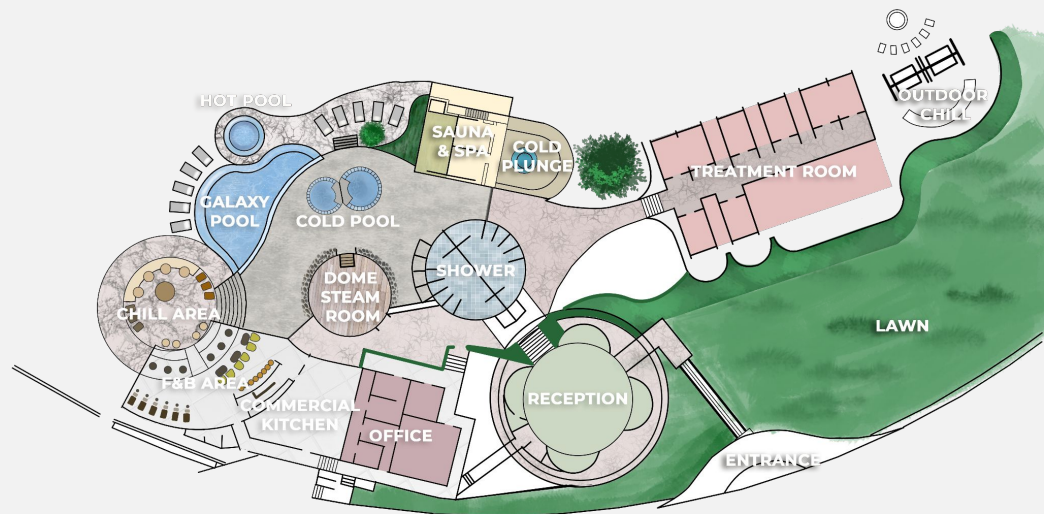 HOT POOL
OUTDOOR
CHILL
SAUNA
& SPA
COLD
PLUNGE
TREATMENT ROOM
GALAXY
POOL
COLD POOL
SHOWER
DOME
STEAM
ROOM
CHILL AREA
LAWN
F&B AREA
COMMERCIAL
KITCHEN
RECEPTION
OFFICE
ENTRANCE